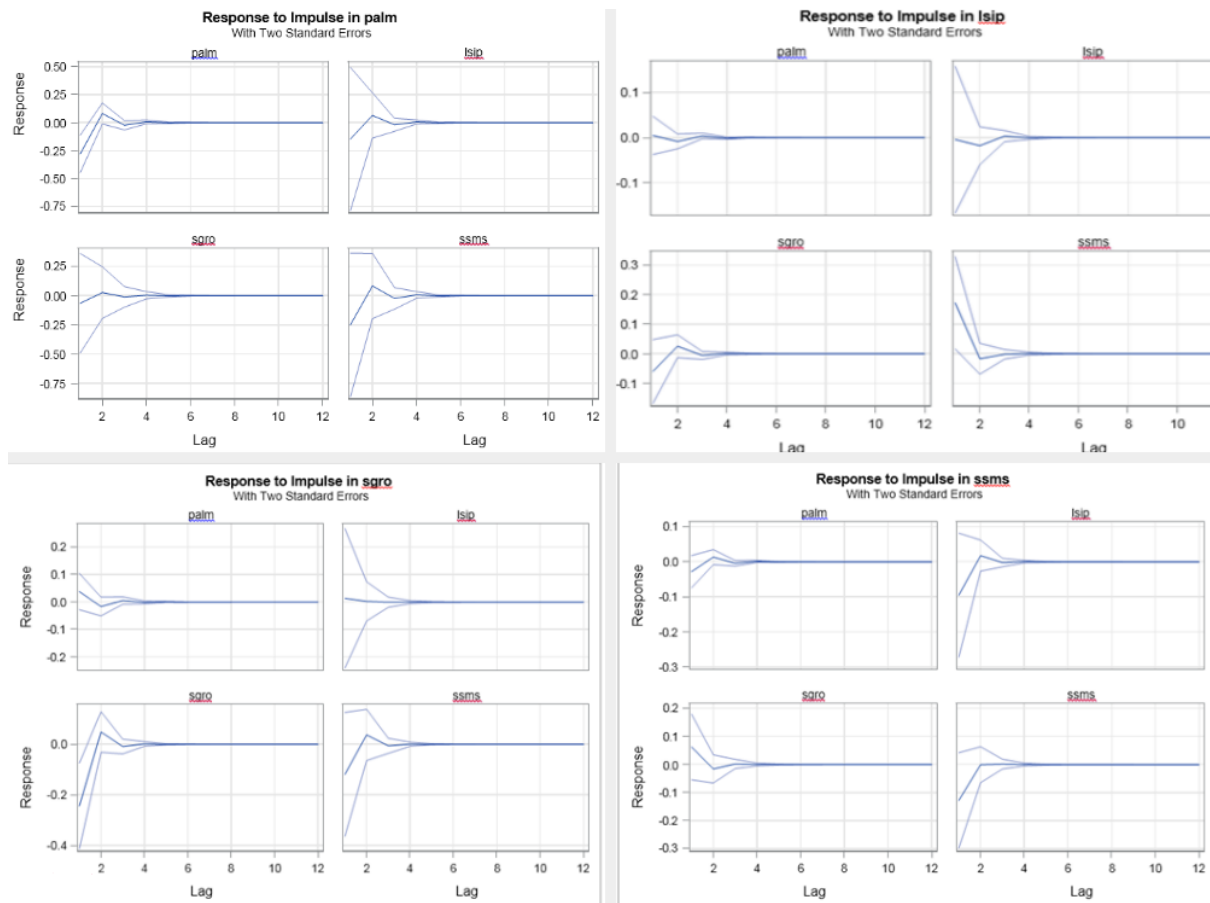 Response to Impulse in palm
With Two Standard Errors
palm
lsip
0.50
0.25
0.00
-0.25
-0.50
-0.75
Response
sgro
ssms
0.25
0.00
-0.25
-0.50
-0.75
Response
2 4 6 8 10 12
2 4 6 8 10 12
Lag
Lag
Response to Impulse in lsip
With Two Standard Errors
palm
lsip
0.1
0.0
-0.1
sgro
ssms
0.3
0.2
0.1
0.0
-0.1
2 4 6 8 10 12
2 4 6 8 10
Lag
Lag
Response to Impulse in sgro
With Two Standard Errors
palm
lsip
0.2
0.1
0.0
-0.1
-0.2
Response
sgro
ssms
0.0
-0.2
-0.4
Response
2 4 6 8 10 12
2 4 6 8 10 12
Lag
Lag
Response to Impulse in ssms
With Two Standard Errors
palm
lsip
0.1
0.0
-0.1
-0.2
-0.3
Response
sgro
ssms
0.2
0.1
0.0
-0.1
-0.2
-0.3
Response
2 4 6 8 10 12
2 4 6 8 10 12
Lag
Lag